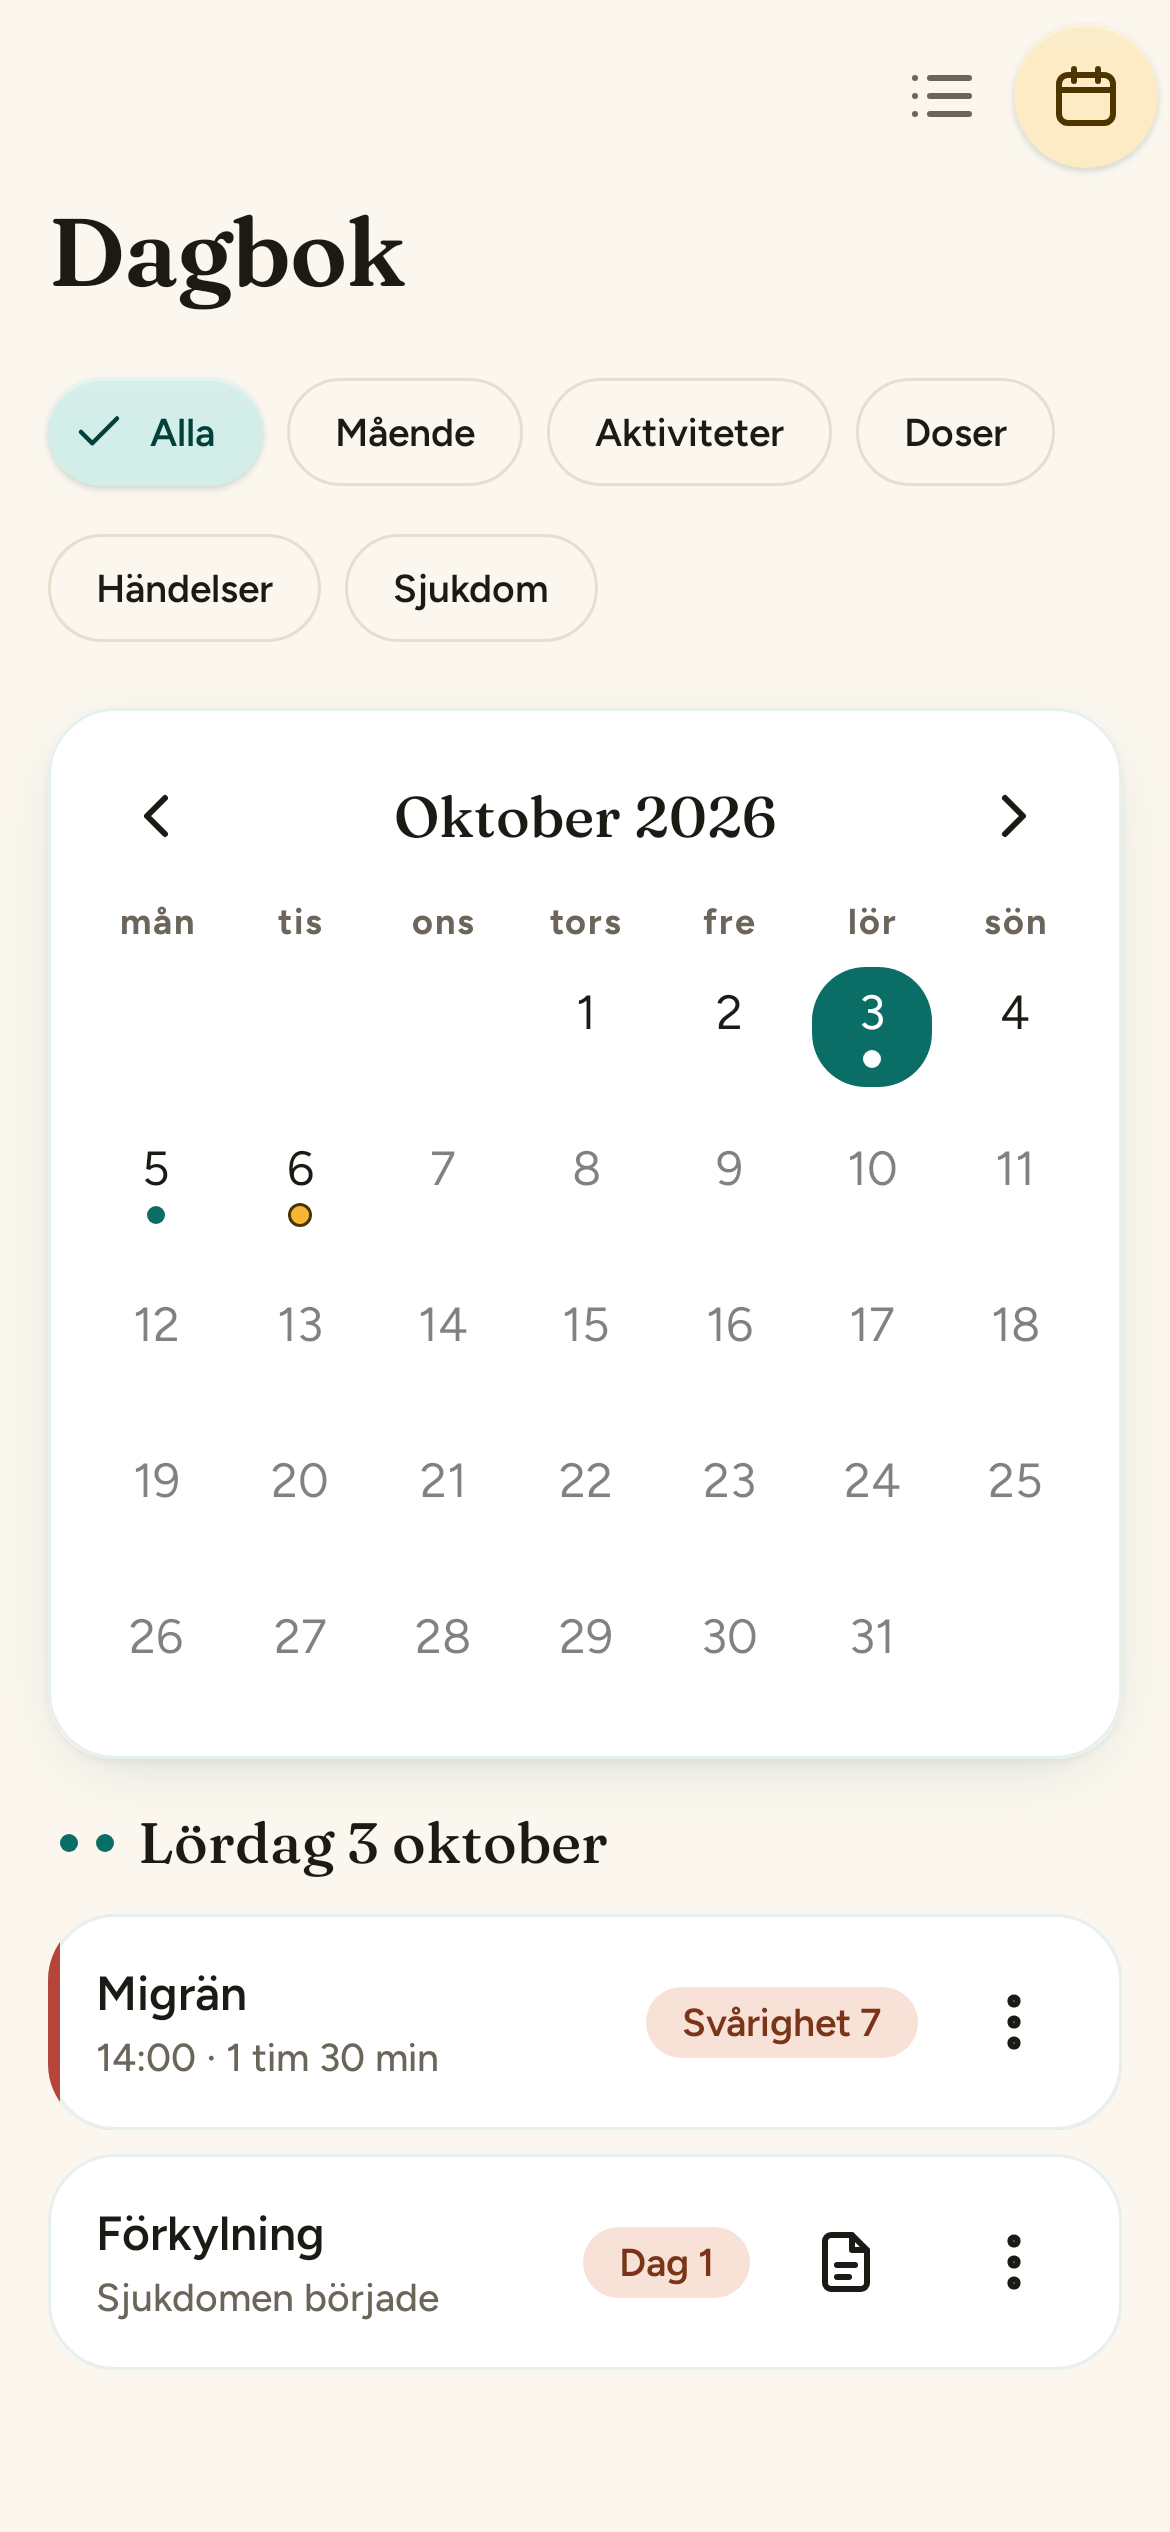 Dagbok
Alla Mående Aktiviteter Doser
Händelser Sjukdom
Oktober 2026
mån tis ons tors fre lör sön
1 2 3 4
5 6 7 8 9 10 11
12 13 14 15 16 17 18
19 20 21 22 23 24 25
26 27 28 29 30 31
Lördag 3 oktober
Migrän
14:00 · 1 tim 30 min
Svårighet 7
Förkylning
Sjukdomen började
Dag 1